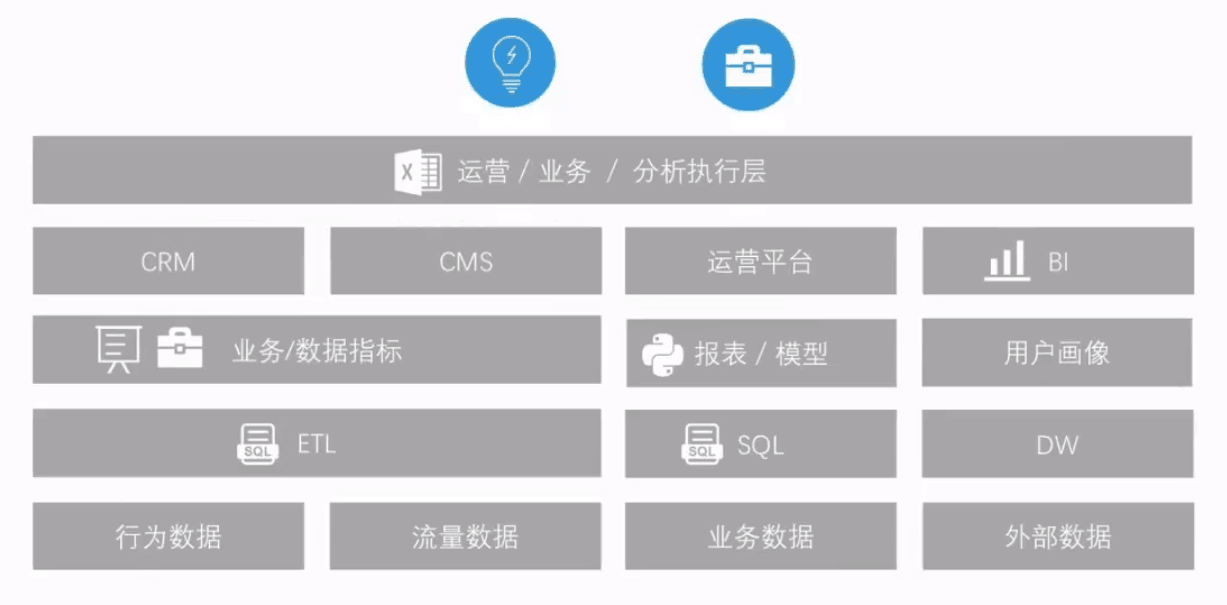 X 运营 / 业务 / 分析执行层
CRM CMS 运营平台 BI
业务/数据指标 报表 / 模型 用户画像
SQL ETL SQL SQL DW
行为数据 流量数据 业务数据 外部数据